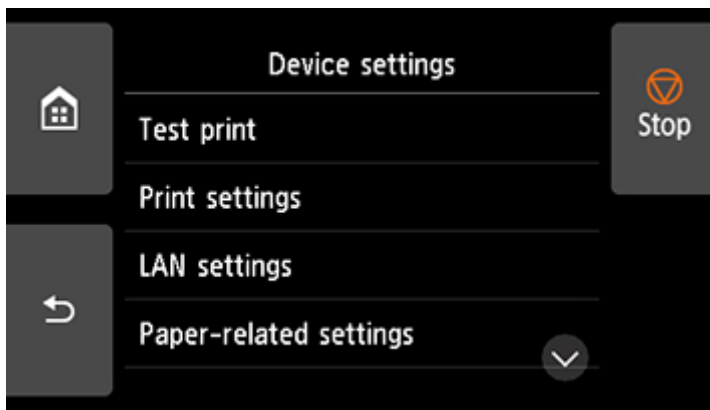 Device settings
Stop
Test print
Print settings
LAN settings
Paper-related settings